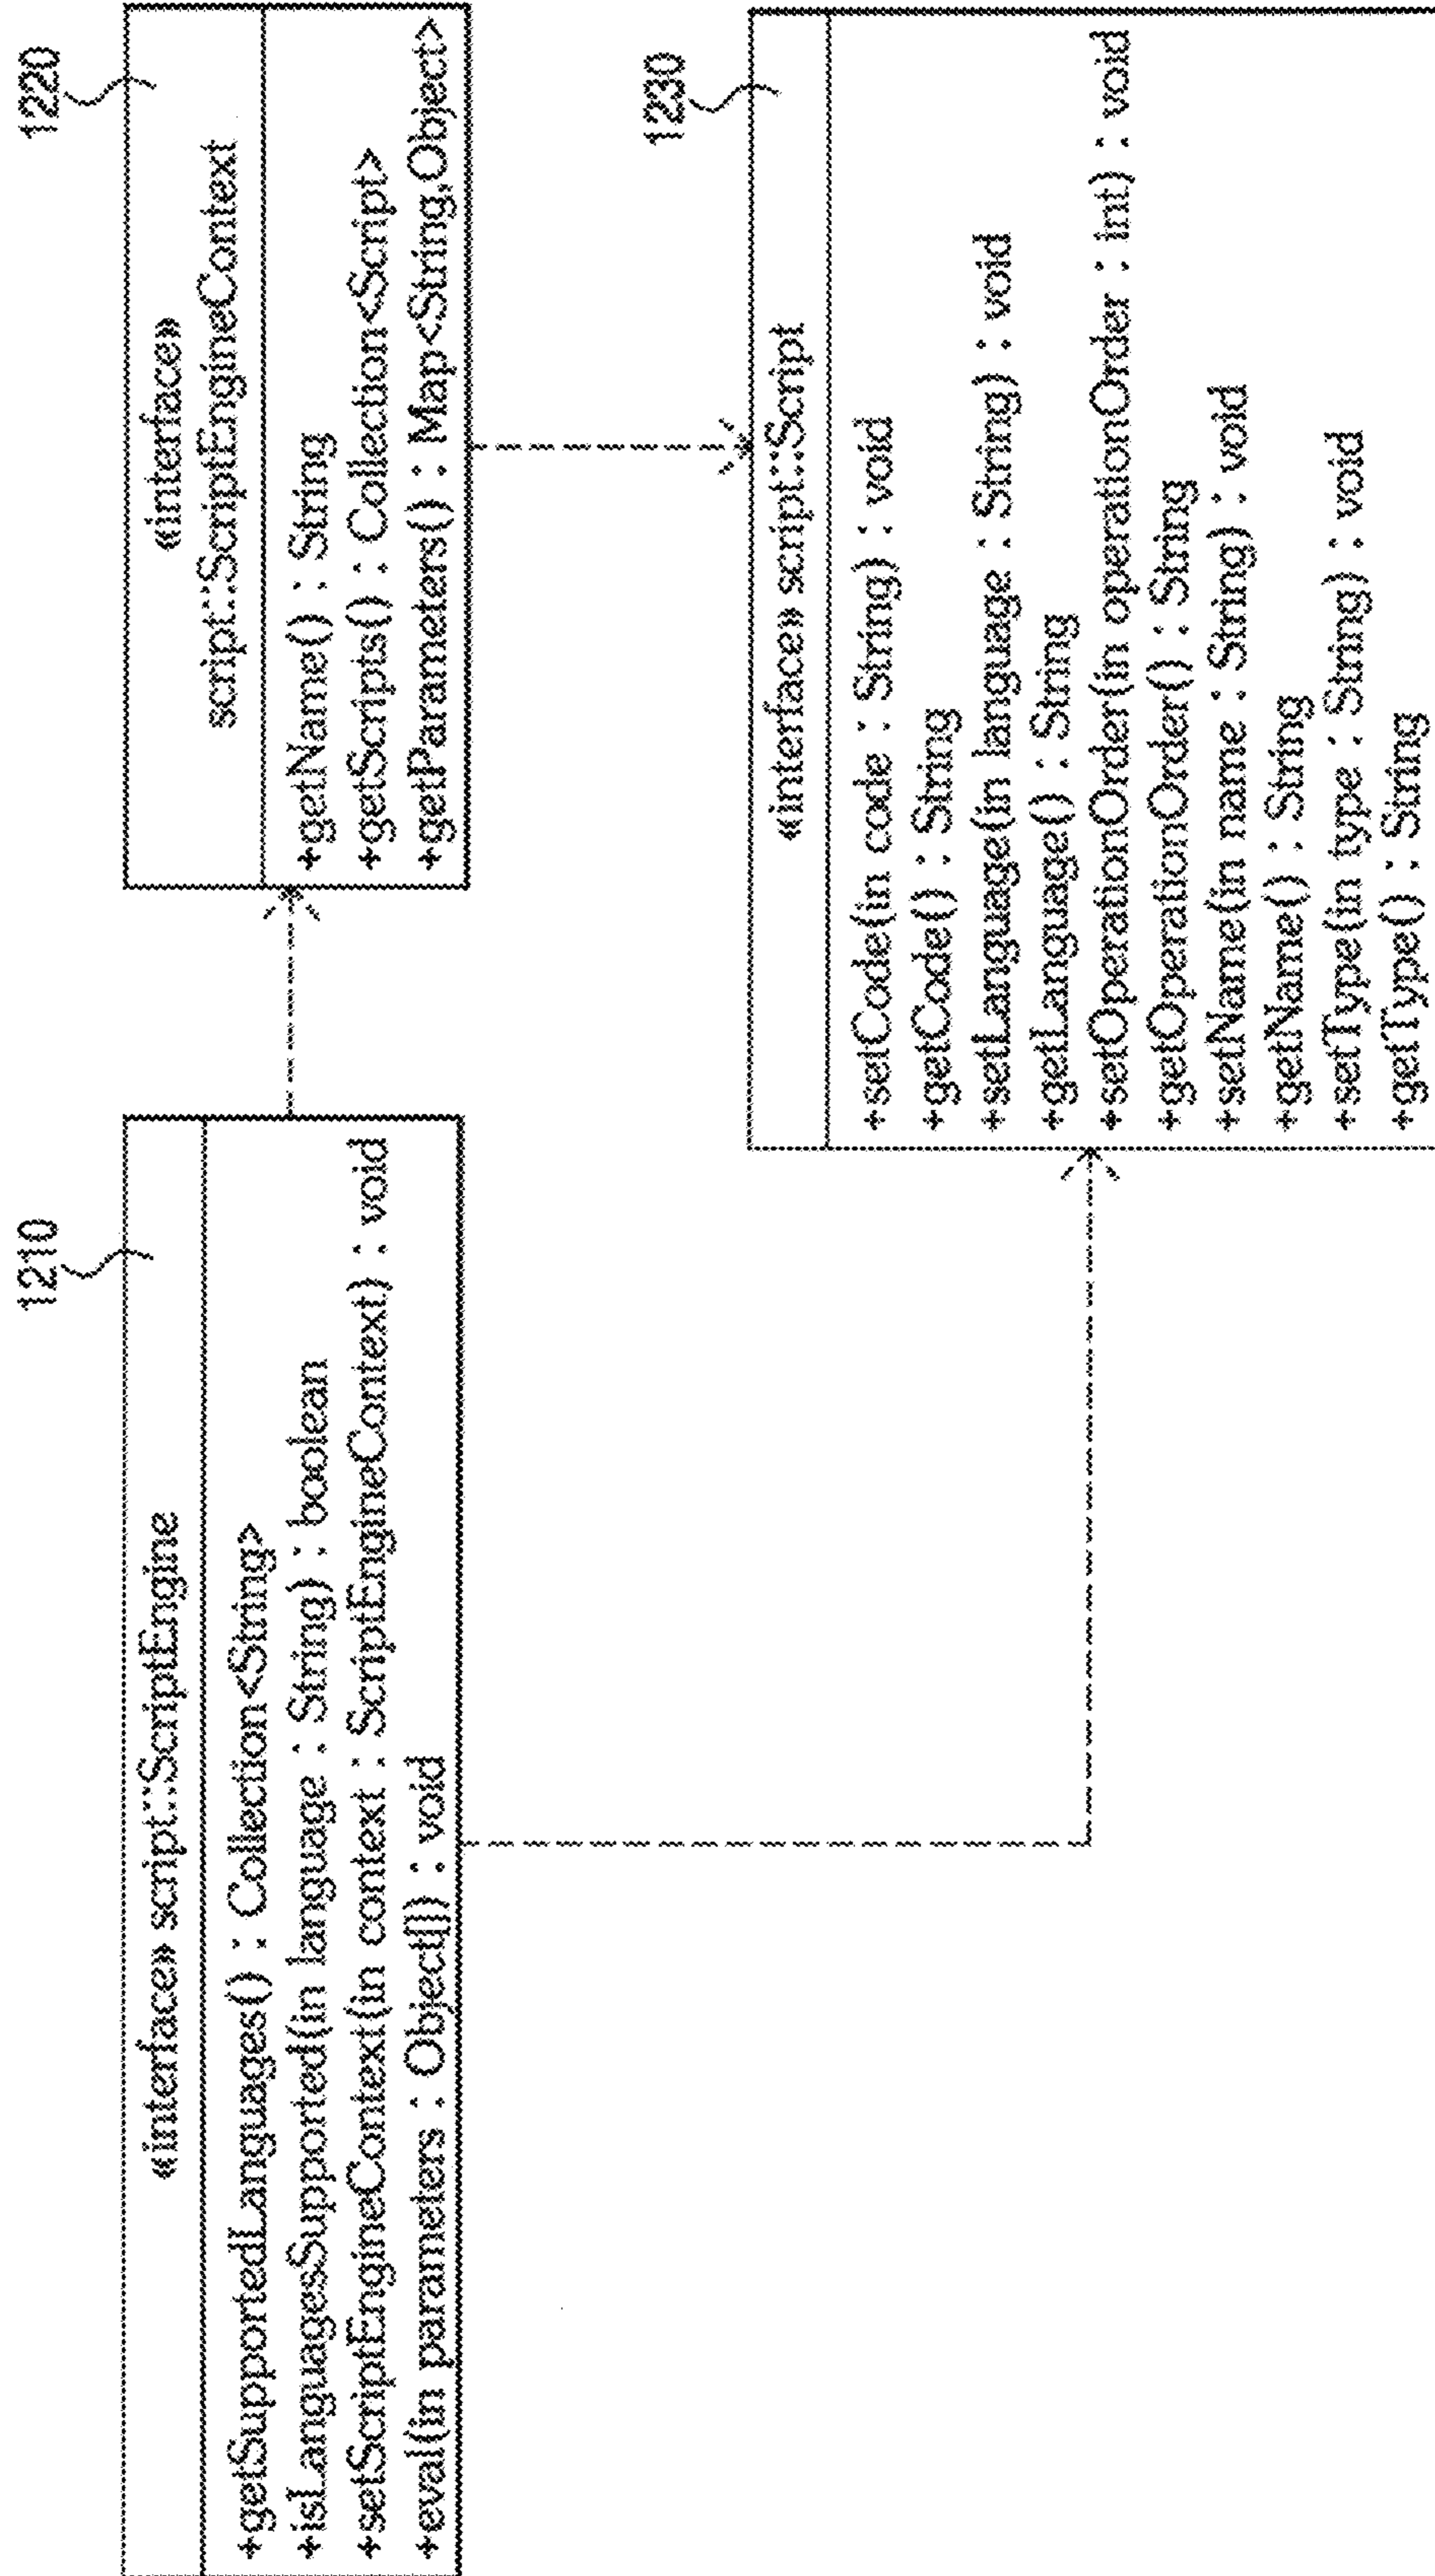 1210
«interface» script::ScriptEngine
+getSupportedLanguages() : Collection<String>
+isLanguagesSupported(in language : String) : boolean
+setScriptEngineContext(in context : ScriptEngineContext) : void
+eval(in parameters : Object[]) : void
1220
«interface»
script::ScriptEngineContext
+getName() : String
+getScripts() : Collection<Script>
+getParameters() : Map<String,Object>
1230
«interface» script::Script
+setCode(in code : String) : void
+getCode() : String
+setLanguage(in language : String) : void
+getLanguage() : String
+setOperationOrder(in operationOrder : int) : void
+getOperationOrder() : String
+setName(in name : String) : void
+getName() : String
+setType(in type : String) : void
+getType() : String